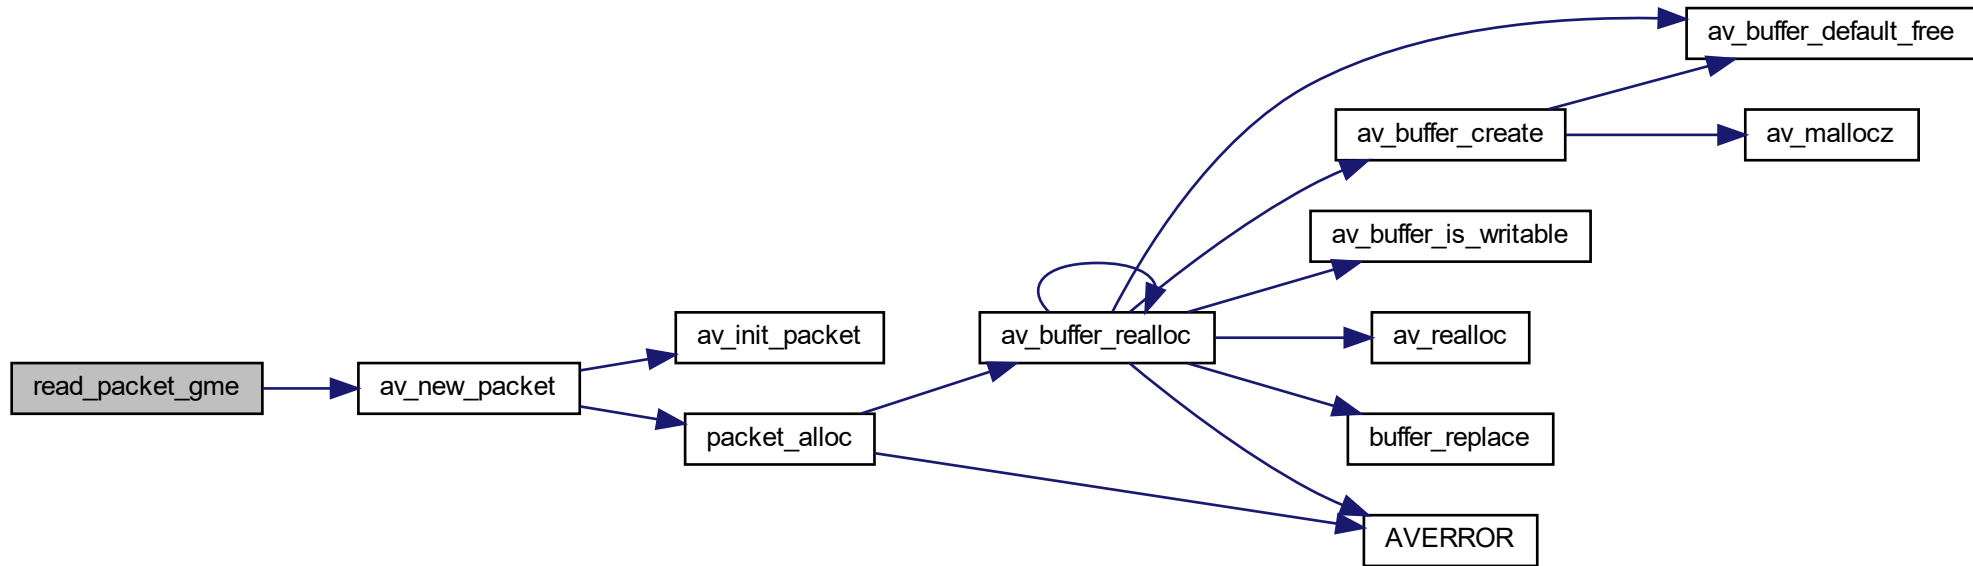 av_buffer_default_free
av_buffer_create
av_mallocz
av_buffer_is_writable
av_init_packet
av_buffer_realloc
av_realloc
read_packet_gme
av_new_packet
packet_alloc
buffer_replace
AVERROR